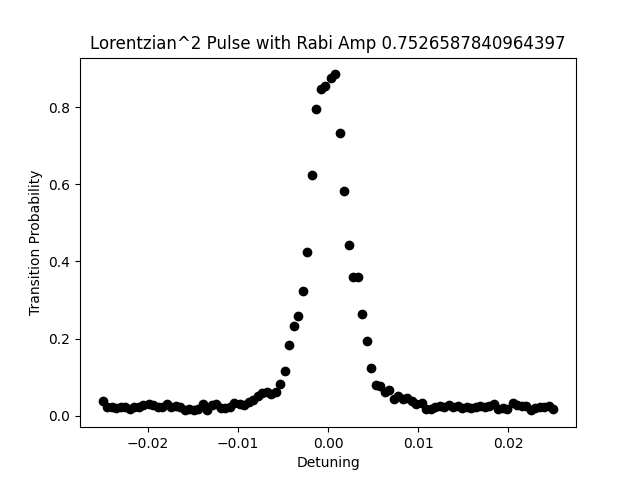 Lorentzian^2 Pulse with Rabi Amp 0.7526587840964397
Transition Probability
0.8
0.6
0.4
0.2
0.0
−0.02 −0.01 0.00 0.01 0.02
Detuning